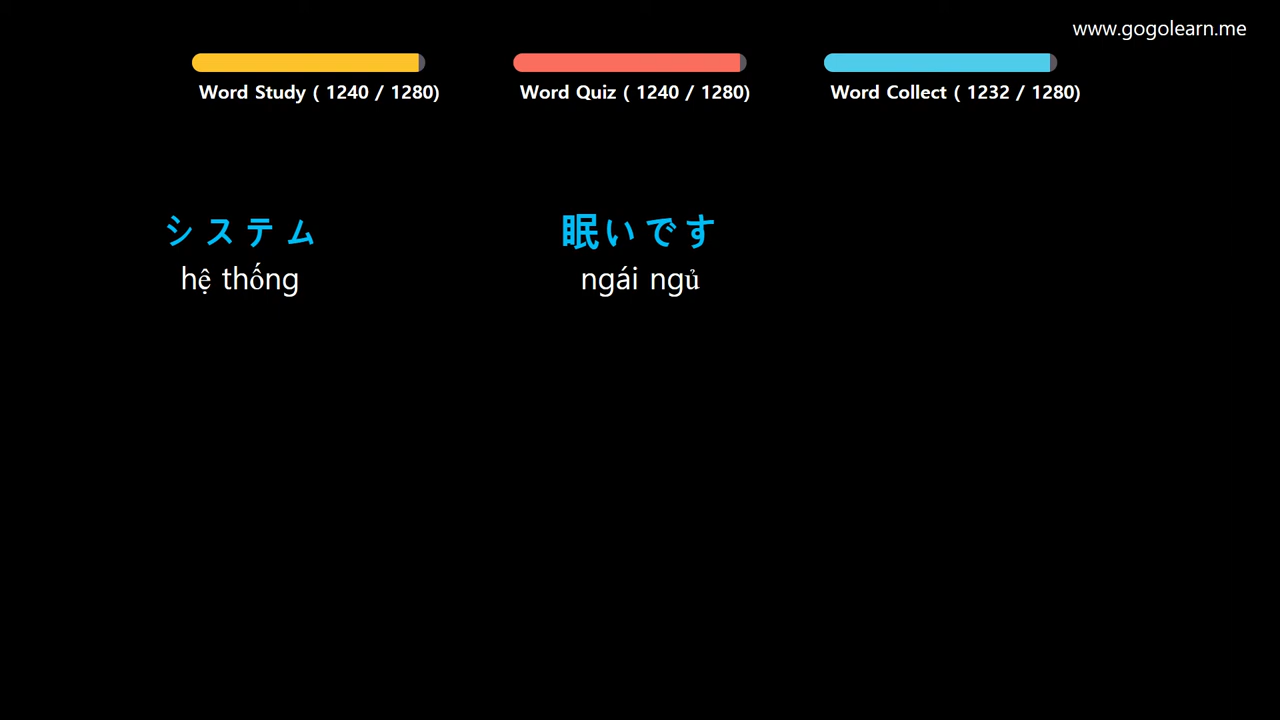 www.gogolearn.me
Word Study ( 1240 / 1280)
Word Quiz ( 1240 / 1280)
Word Collect ( 1232 / 1280)
システム
hệ thống
眠いです
ngái ngủ